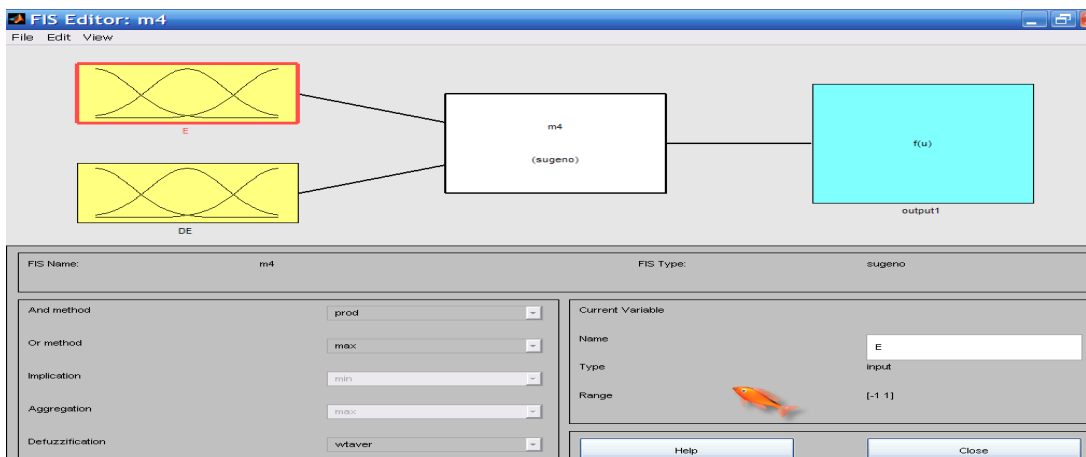 FIS Editor: m4
File Edit View
E
DE
m4
(sugeno)
f(u)
output1
FIS Name: m4 FIS Type: sugeno
And method prod
Or method max
Implication min
Aggregation max
Defuzzification wtaver
Current Variable
Name E
Type input
Range [-1 1]
Help Close